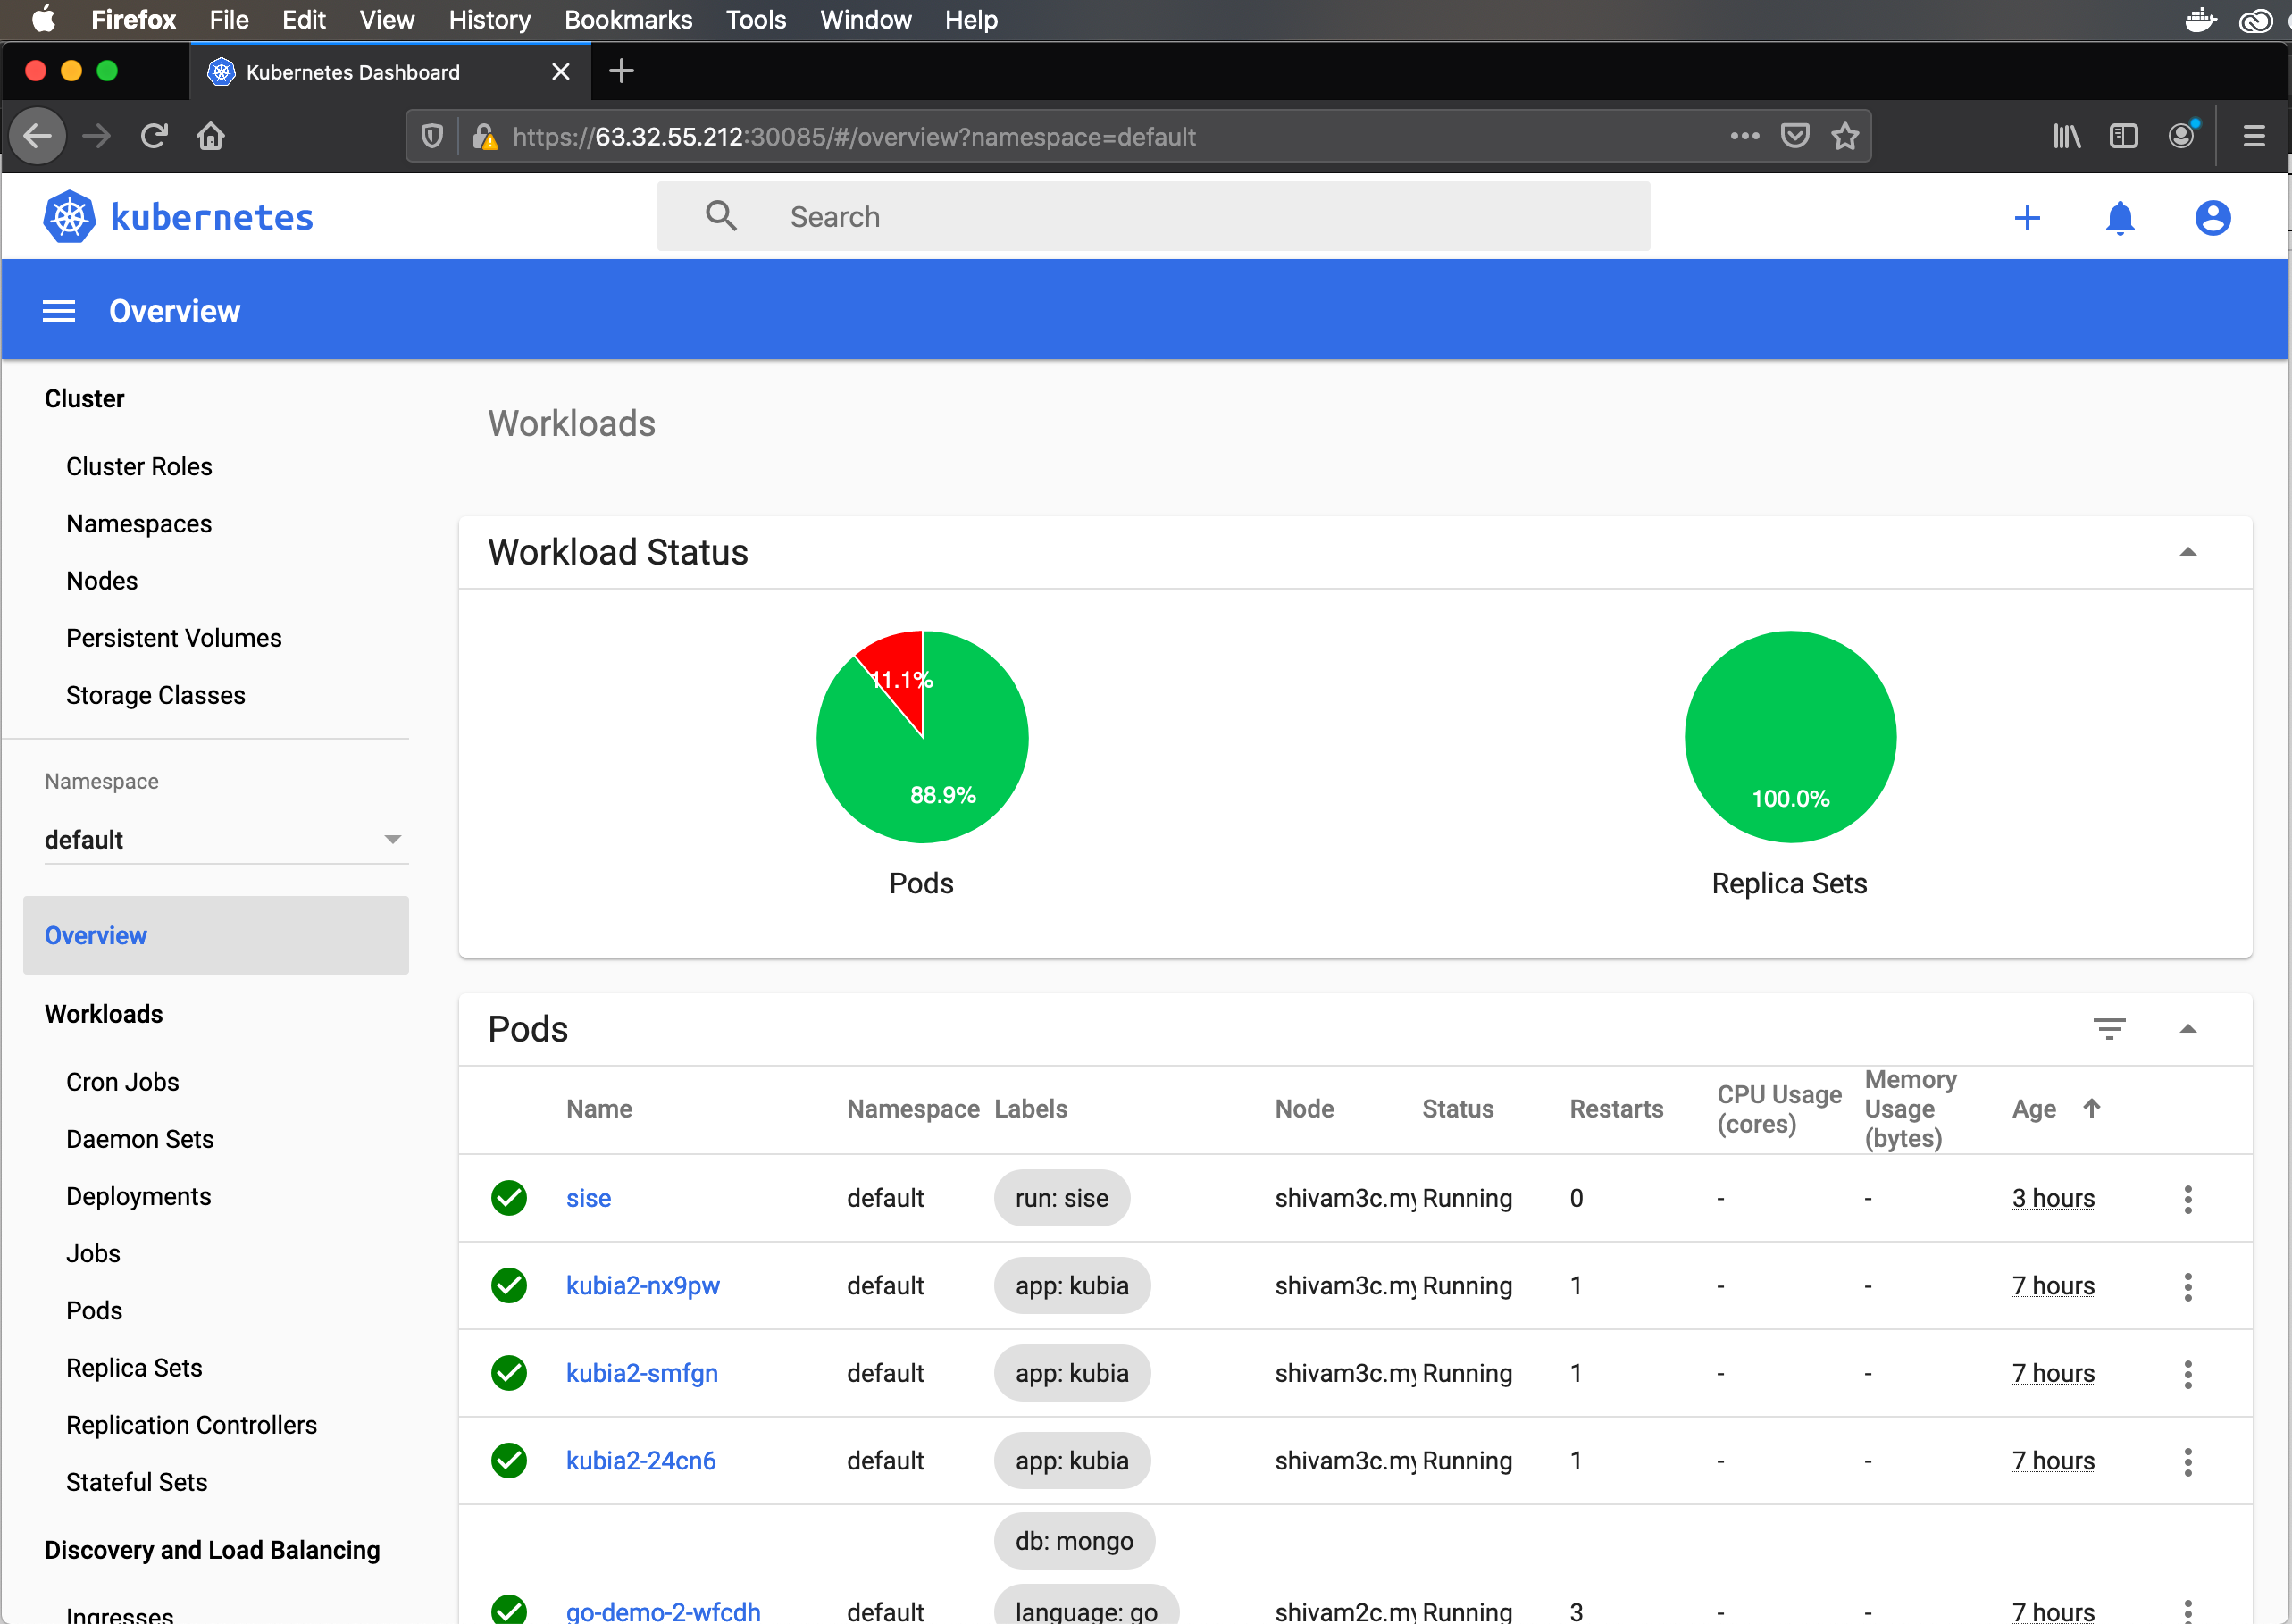 Firefox File Edit View History Bookmarks Tools Window Help
Kubernetes Dashboard
https://63.32.55.212:30085/#/overview?namespace=default
kubernetes
Search
Overview
Cluster
Cluster Roles
Namespaces
Nodes
Persistent Volumes
Storage Classes
Namespace
default
Overview
Workloads
Cron Jobs
Daemon Sets
Deployments
Jobs
Pods
Replica Sets
Replication Controllers
Stateful Sets
Discovery and Load Balancing
Ingresses
Workloads
Workload Status
11.1%
88.9%
Pods
100.0%
Replica Sets
Pods
Name Namespace Labels Node Status Restarts CPU Usage (cores) Memory Usage (bytes) Age
sise default run: sise shivam3c.my Running 0 - - 3 hours
kubia2-nx9pw default app: kubia shivam3c.my Running 1 - - 7 hours
kubia2-smfgn default app: kubia shivam3c.my Running 1 - - 7 hours
kubia2-24cn6 default app: kubia shivam3c.my Running 1 - - 7 hours
db: mongo
go-demo-2-wfcdh default language: go shivam2c.my Running 3 - - 7 hours